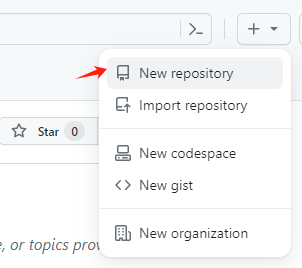 New repository
Import repository
Star 0
New codespace
New gist
e, or topics prov
New organization